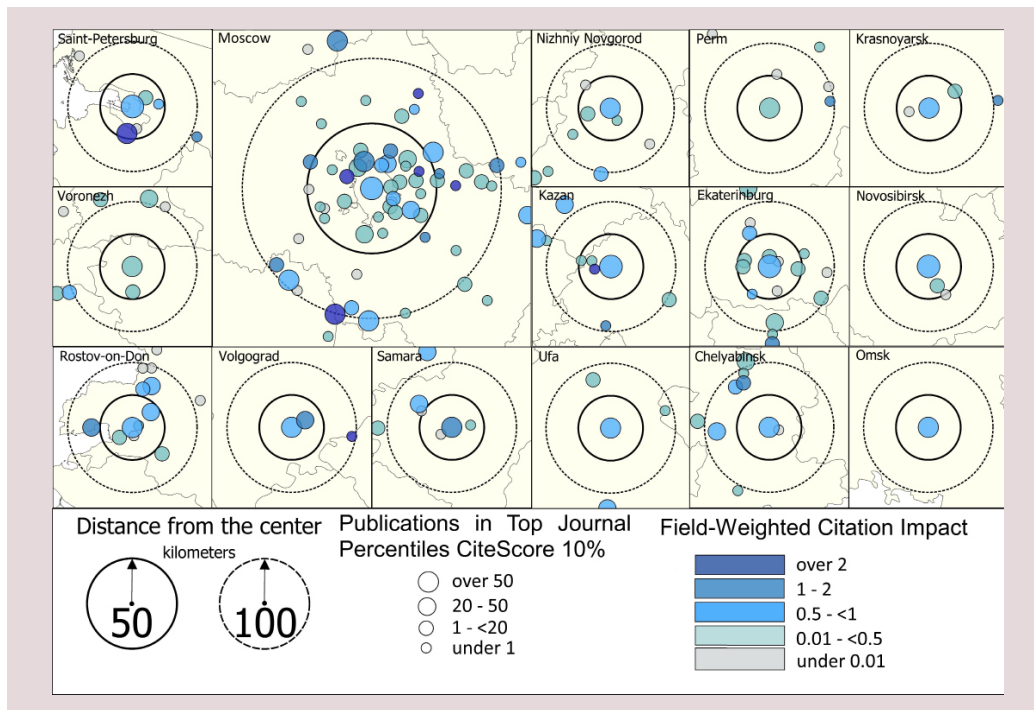 Saint-Petersburg
Moscow
Nizhniy Novgorod
Perm
Krasnoyarsk
Voronezh
Kazan
Ekaterinburg
Novosibirsk
Rostov-on-Don
Volgograd
Samara
Ufa
Chelyabinsk
Omsk
Distance from the center
kilometers
50
100
Publications in Top Journal
Percentiles CiteScore 10%
over 50
20 - 50
1 - <20
under 1
Field-Weighted Citation Impact
over 2
1 - 2
0.5 - <1
0.01 - <0.5
under 0.01